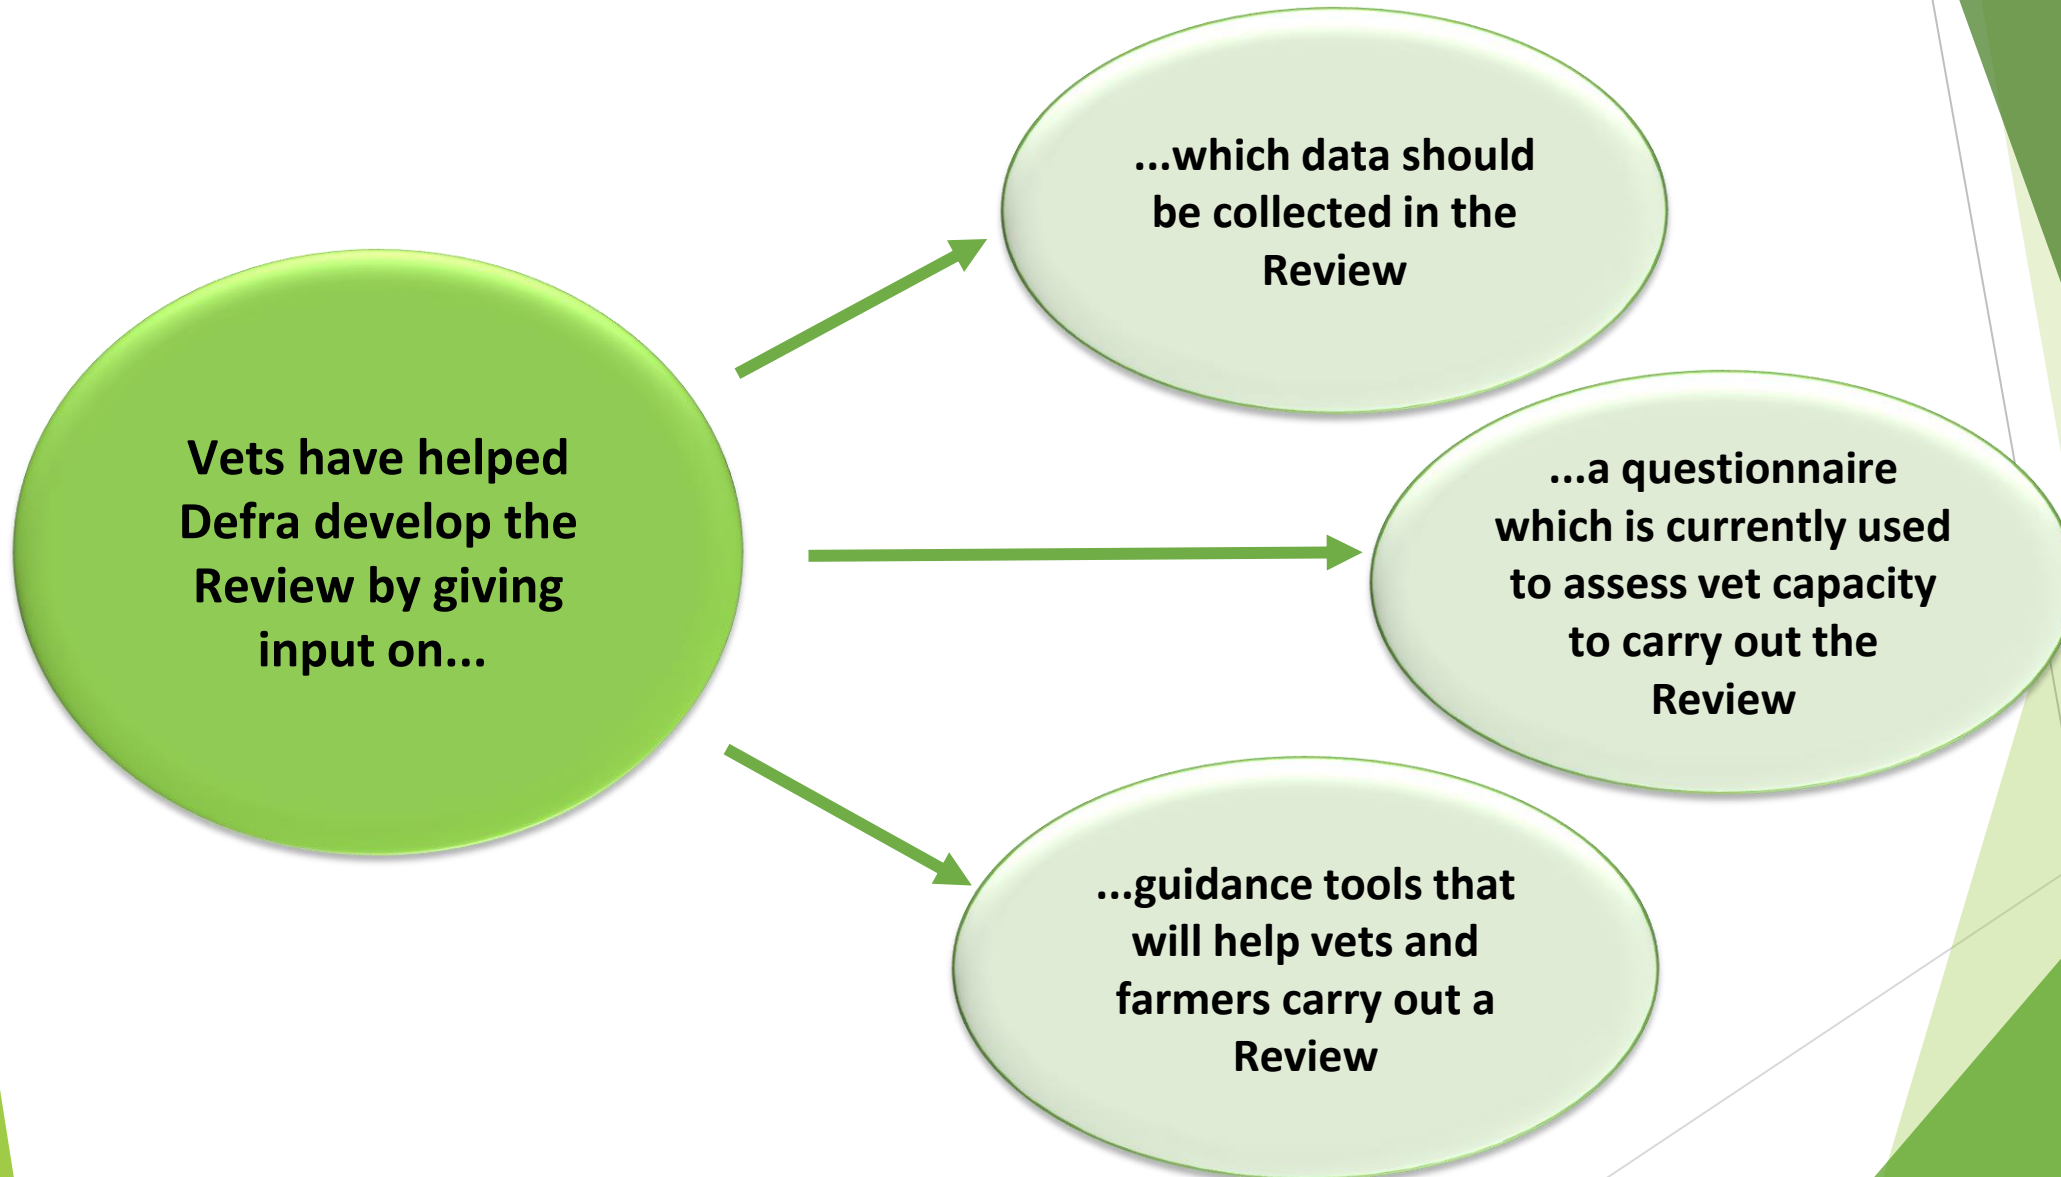 Vets have helped
Defra develop the
Review by giving
input on...
...which data should
be collected in the
Review
...a questionnaire
which is currently used
to assess vet capacity
to carry out the
Review
...guidance tools that
will help vets and
farmers carry out a
Review